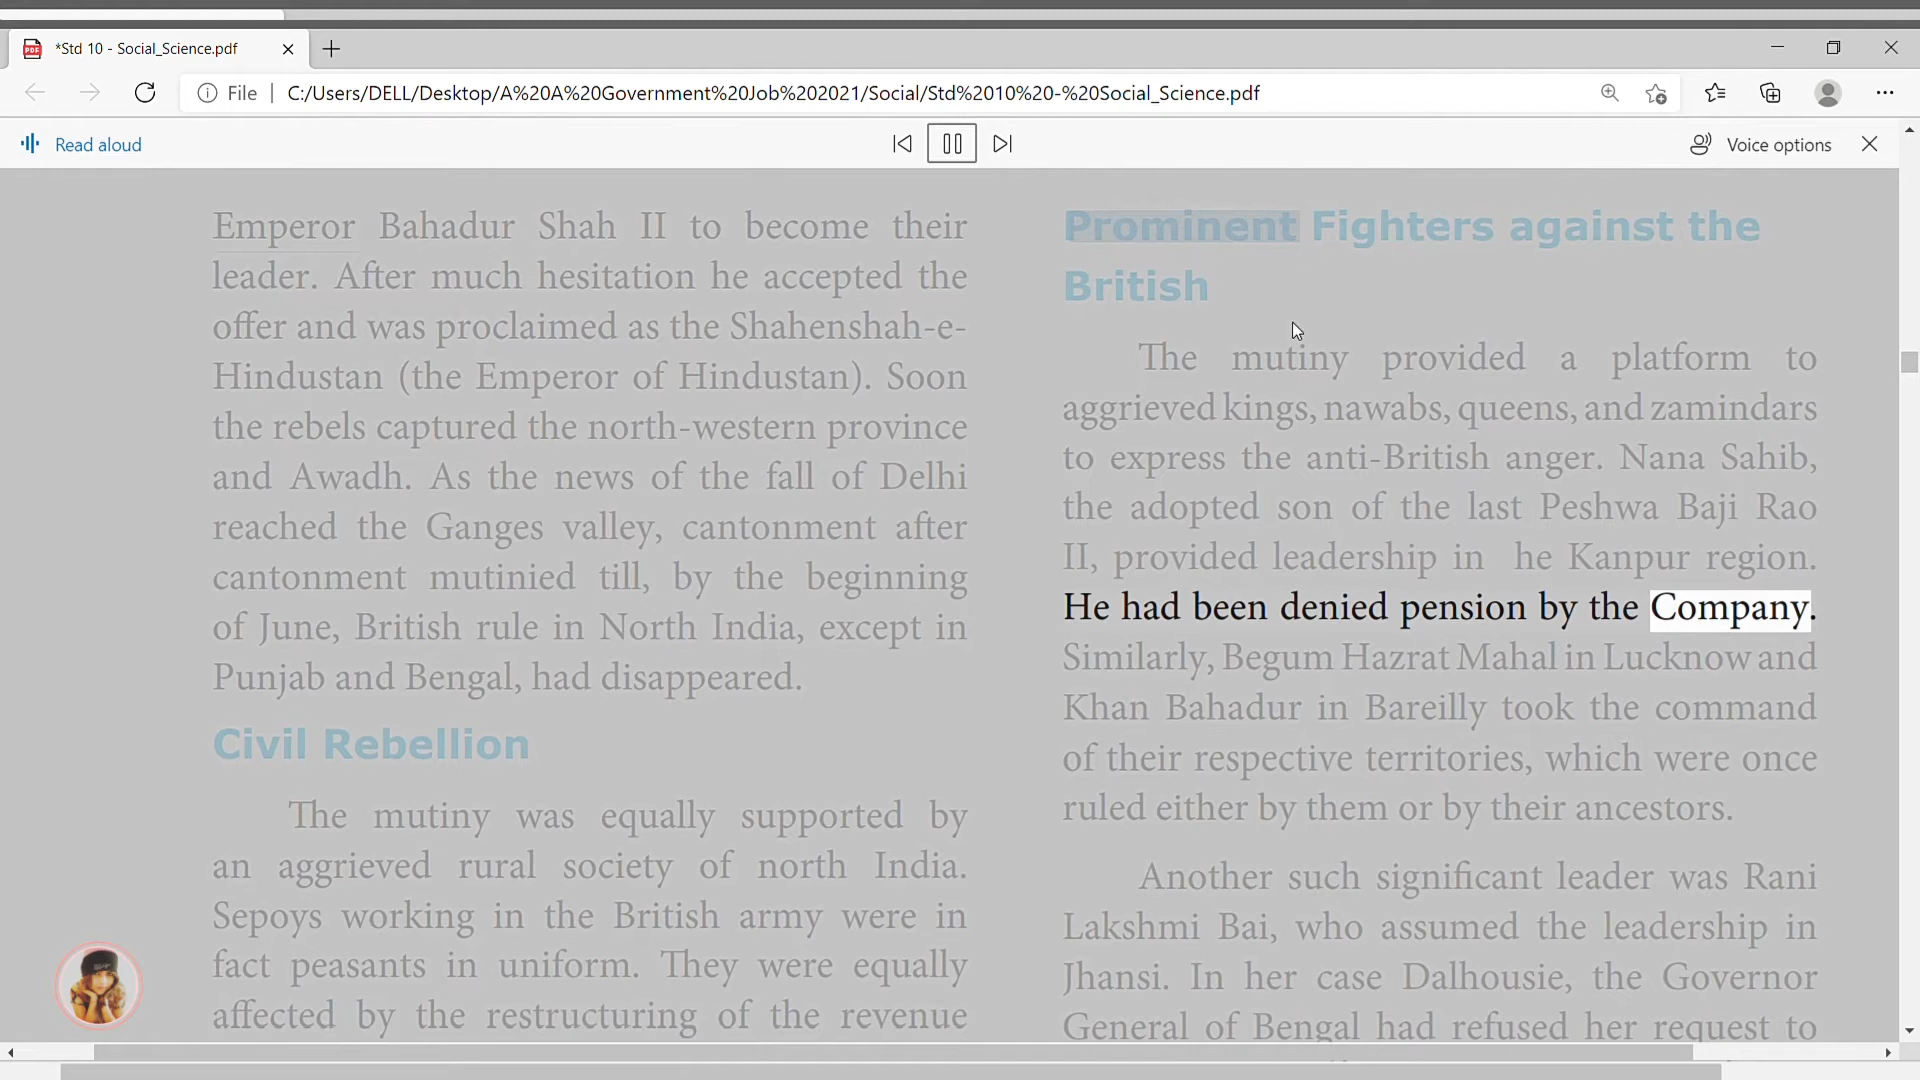 *Std 10 - Social_Science.pdf
File
C:/Users/DELL/Desktop/A%20A%20Government%20Job%202021/Social/Std%2010%20-%20Social_Science.pdf
Read aloud
Voice options
Emperor Bahadur Shah II to become their
leader. After much hesitation he accepted the
offer and was proclaimed as the Shahenshah-e-
Hindustan (the Emperor of Hindustan). Soon
the rebels captured the north-western province
and Awadh. As the news of the fall of Delhi
reached the Ganges valley, cantonment after
cantonment mutinied till, by the beginning
of June, British rule in North India, except in
Punjab and Bengal, had disappeared.
Civil Rebellion
The mutiny was equally supported by
an aggrieved rural society of north India.
Sepoys working in the British army were in
fact peasants in uniform. They were equally
affected by the restructuring of the revenue
Prominent Fighters against the
British
The mutiny provided a platform to
aggrieved kings, nawabs, queens, and zamindars
to express the anti-British anger. Nana Sahib,
the adopted son of the last Peshwa Baji Rao
II, provided leadership in he Kanpur region.
He had been denied pension by the Company.
Similarly, Begum Hazrat Mahal in Lucknow and
Khan Bahadur in Bareilly took the command
of their respective territories, which were once
ruled either by them or by their ancestors.
Another such significant leader was Rani
Lakshmi Bai, who assumed the leadership in
Jhansi. In her case Dalhousie, the Governor
General of Bengal had refused her request to